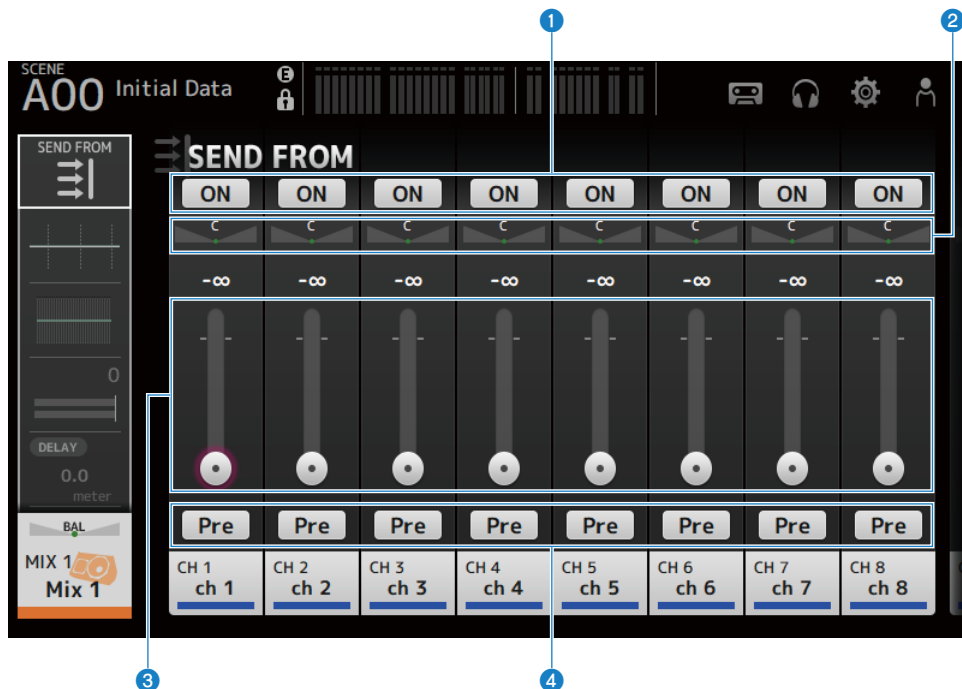 1 2
SCENE
A00 Initial Data E
SEND FROM
SEND FROM
ON ON ON ON ON ON ON ON
C C C C C C C C
-∞ -∞ -∞ -∞ -∞ -∞ -∞ -∞
0
DELAY
0.0
meter
Pre Pre Pre Pre Pre Pre Pre Pre
BAL
MIX 1
Mix 1
CH 1 CH 2 CH 3 CH 4 CH 5 CH 6 CH 7 CH 8
ch 1 ch 2 ch 3 ch 4 ch 5 ch 6 ch 7 ch 8
3 4